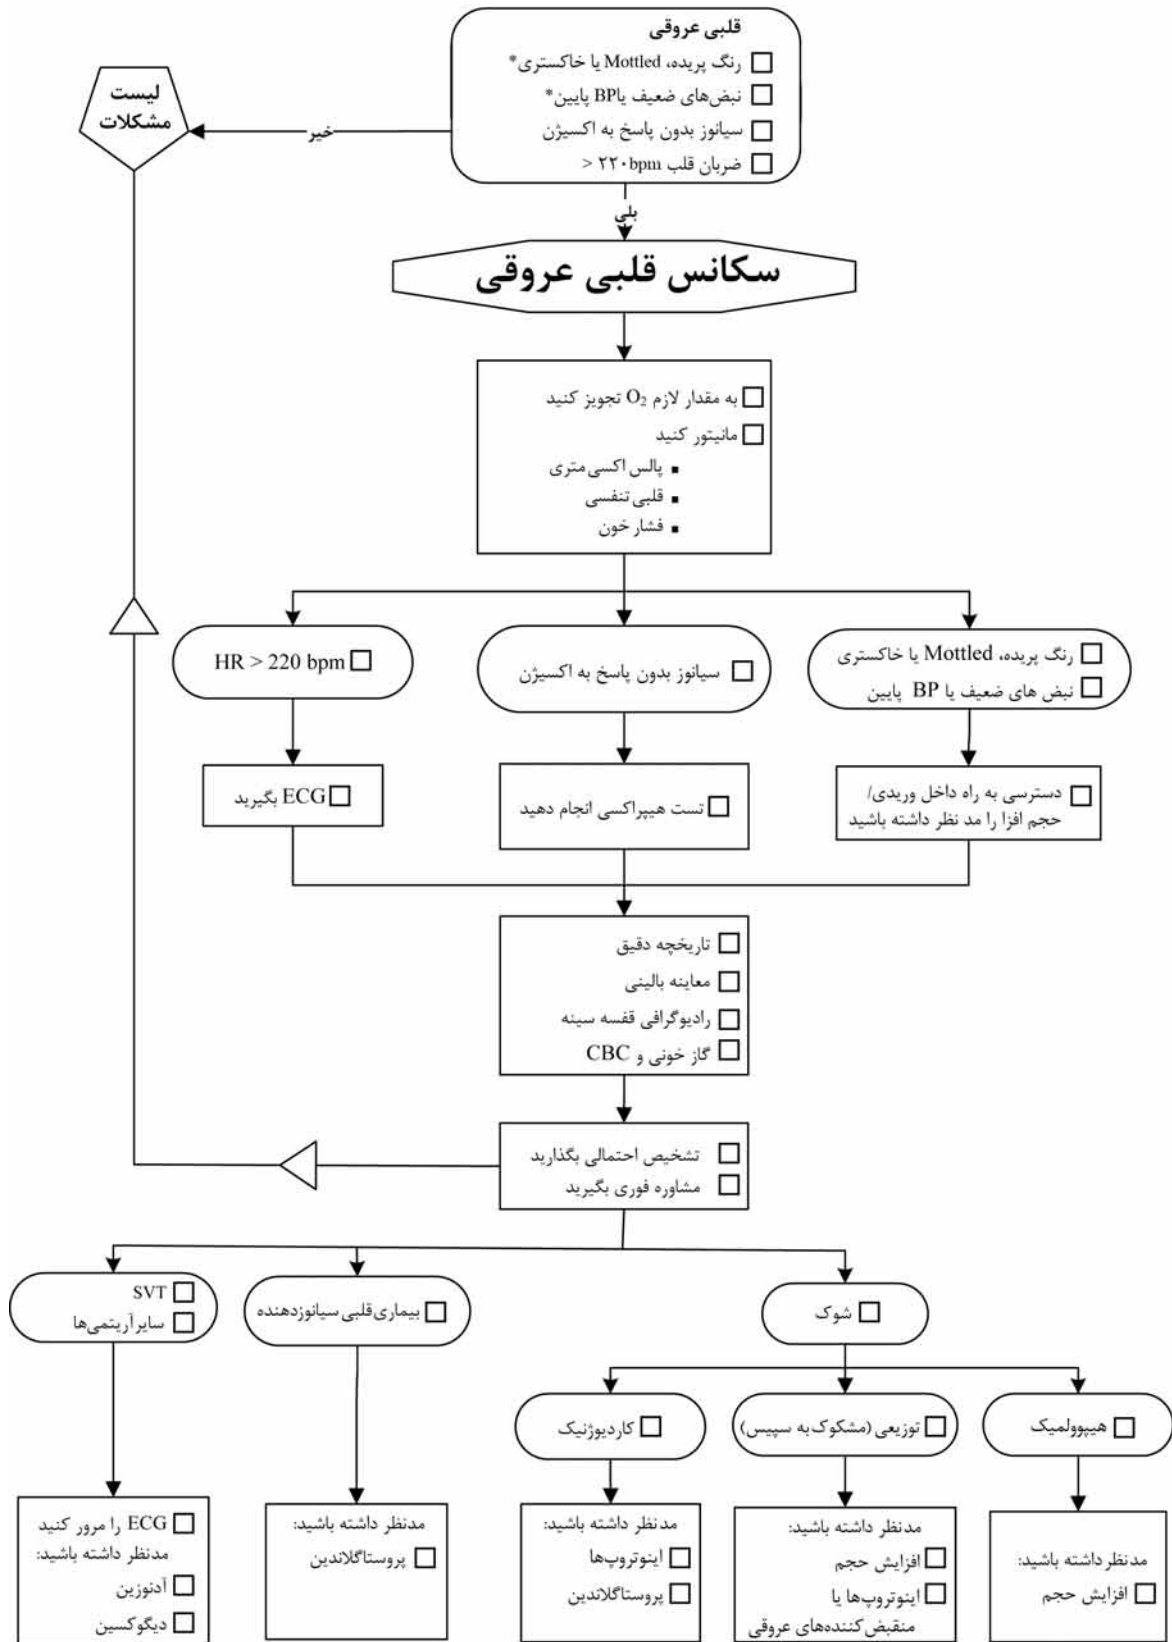 قلبی عروقی
رنگ پریده، Mottled یا خاکستری*
نبض‌های ضعیف یا BP پایین*
سیانوز بدون پاسخ به اکسیژن
ضربان قلب ۲۲۰bpm <
لیست
مشکلات
خیر
بلی
سکانس قلبی عروقی
به مقدار لازم O₂ تجویز کنید
مانیتور کنید
▪ پالس اکسی متری
▪ قلبی تنفسی
▪ فشار خون
رنگ پریده، Mottled یا خاکستری
نبض های ضعیف یا BP پایین
سیانوز بدون پاسخ به اکسیژن
HR > 220 bpm
دسترسی به راه داخل وریدی/
حجم افزا را مد نظر داشته باشید
تست هیپراکسی انجام دهید
ECG بگیرید
تاریخچه دقیق
معاینه بالینی
رادیوگرافی قفسه سینه
گاز خونی و CBC
تشخیص احتمالی بگذارید
مشاوره فوری بگیرید
شوک
بیماری قلبی سیانوزدهنده
SVT
سایر آریتمی‌ها
هیپوولمیک
توزیعی (مشکوک به سپیس)
کاردیوژنیک
مدنظر داشته باشید:
افزایش حجم
مدنظر داشته باشید:
افزایش حجم
اینوتروپ‌ها یا
منقبض‌کننده‌های عروقی
مدنظر داشته باشید:
اینوتروپ‌ها
پروستاگلاندین
مدنظر داشته باشید:
پروستاگلاندین
ECG را مرور کنید
مدنظر داشته باشید:
آدنوزین
دیگوکسین